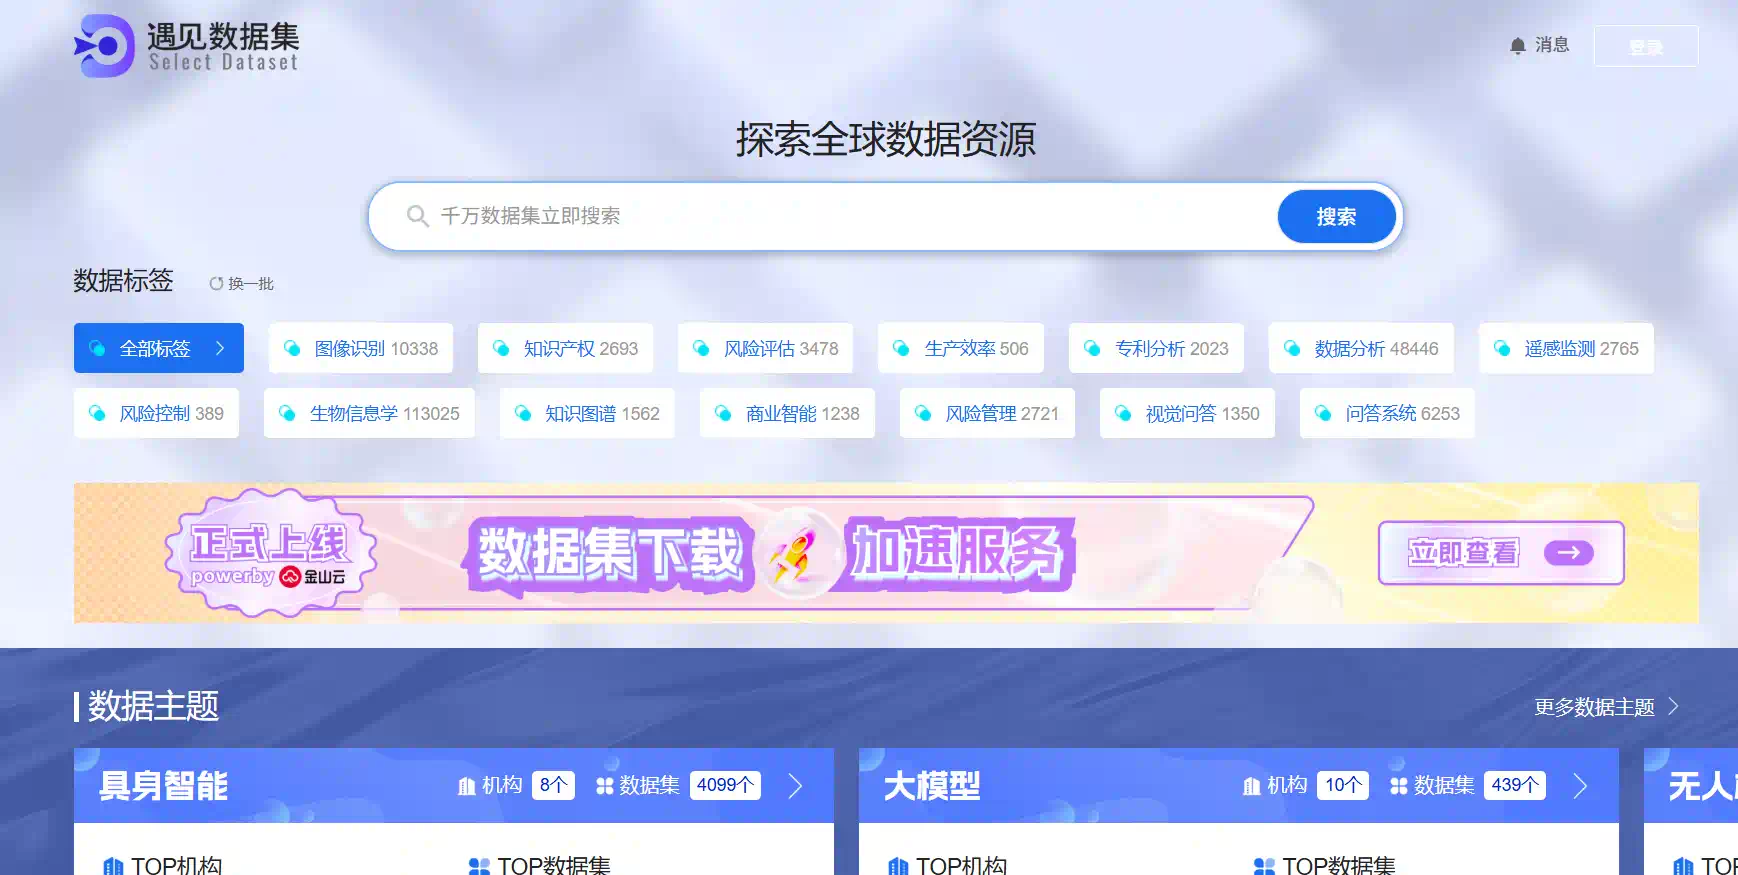 遇见数据集
Select Dataset
消息
登录
探索全球数据资源
千万数据集立即搜索
搜索
数据标签
换一批
全部标签
图像识别 10338
知识产权 2693
风险评估 3478
生产效率 506
专利分析 2023
数据分析 48446
遥感监测 2765
风险控制 389
生物信息学 113025
知识图谱 1562
商业智能 1238
风险管理 2721
视觉问答 1350
问答系统 6253
正式上线
powerby 金山云
数据集下载 加速服务
立即查看
数据主题
更多数据主题
具身智能
机构 8个
数据集 4099个
大模型
机构 10个
数据集 439个
无人
TOP机构
TOP数据集
TOP机构
TOP数据集
TO